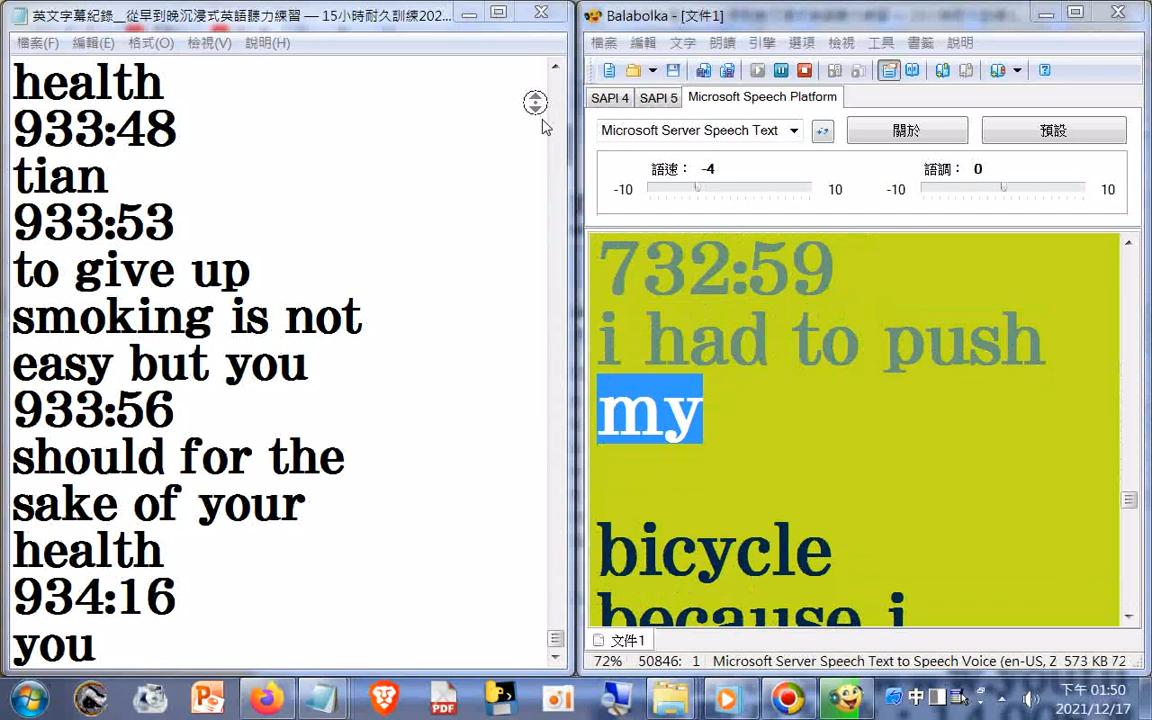 英文字幕紀錄__從早到晚沉浸式英語聽力練習 — 15小時耐久訓練202...
檔案(F) 編輯(E) 格式(O) 檢視(V) 說明(H)
health
933:48
tian
933:53
to give up
smoking is not
easy but you
933:56
should for the
sake of your
health
934:16
you
Balabolka - [文件1]
檔案 編輯 文字 朗讀 引擎 選項 檢視 工具 書籤 說明
SAPI 4 SAPI 5 Microsoft Speech Platform
Microsoft Server Speech Text 關於 預設
語速： -4 語調： 0
-10 10 -10 10
732:59
i had to push
my
bicycle
because i
文件1
72% 50846: 1 Microsoft Server Speech Text to Speech Voice (en-US, Z 573 KB 72
中 下午 01:50
2021/12/17